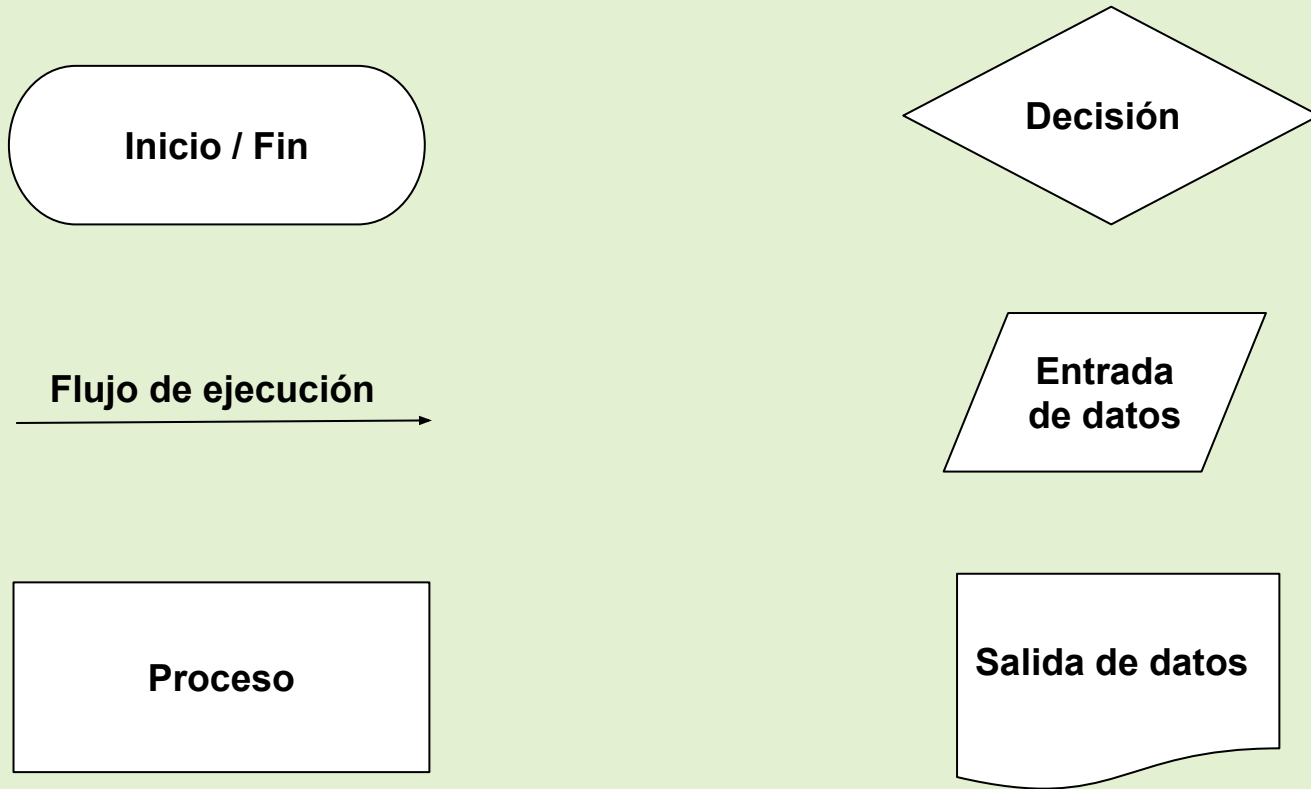 Inicio / Fin
Decisión
Flujo de ejecución
Entrada
de datos
Proceso
Salida de datos